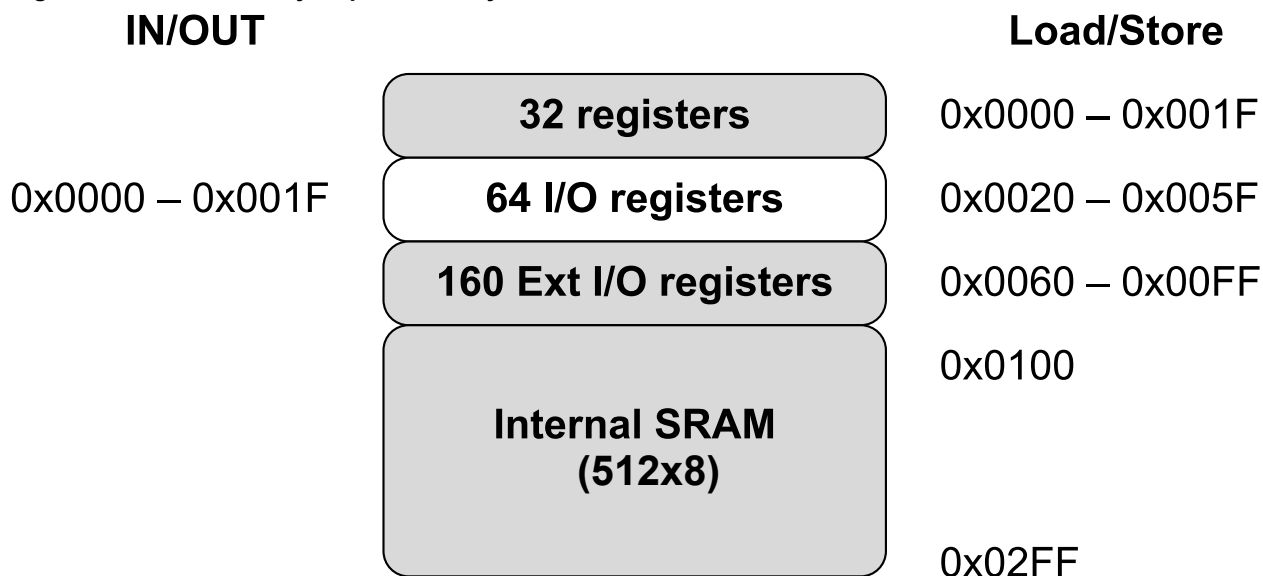 IN/OUT Load/Store
32 registers 0x0000 – 0x001F
0x0000 – 0x001F 64 I/O registers 0x0020 – 0x005F
160 Ext I/O registers 0x0060 – 0x00FF
0x0100
Internal SRAM
(512x8)
0x02FF